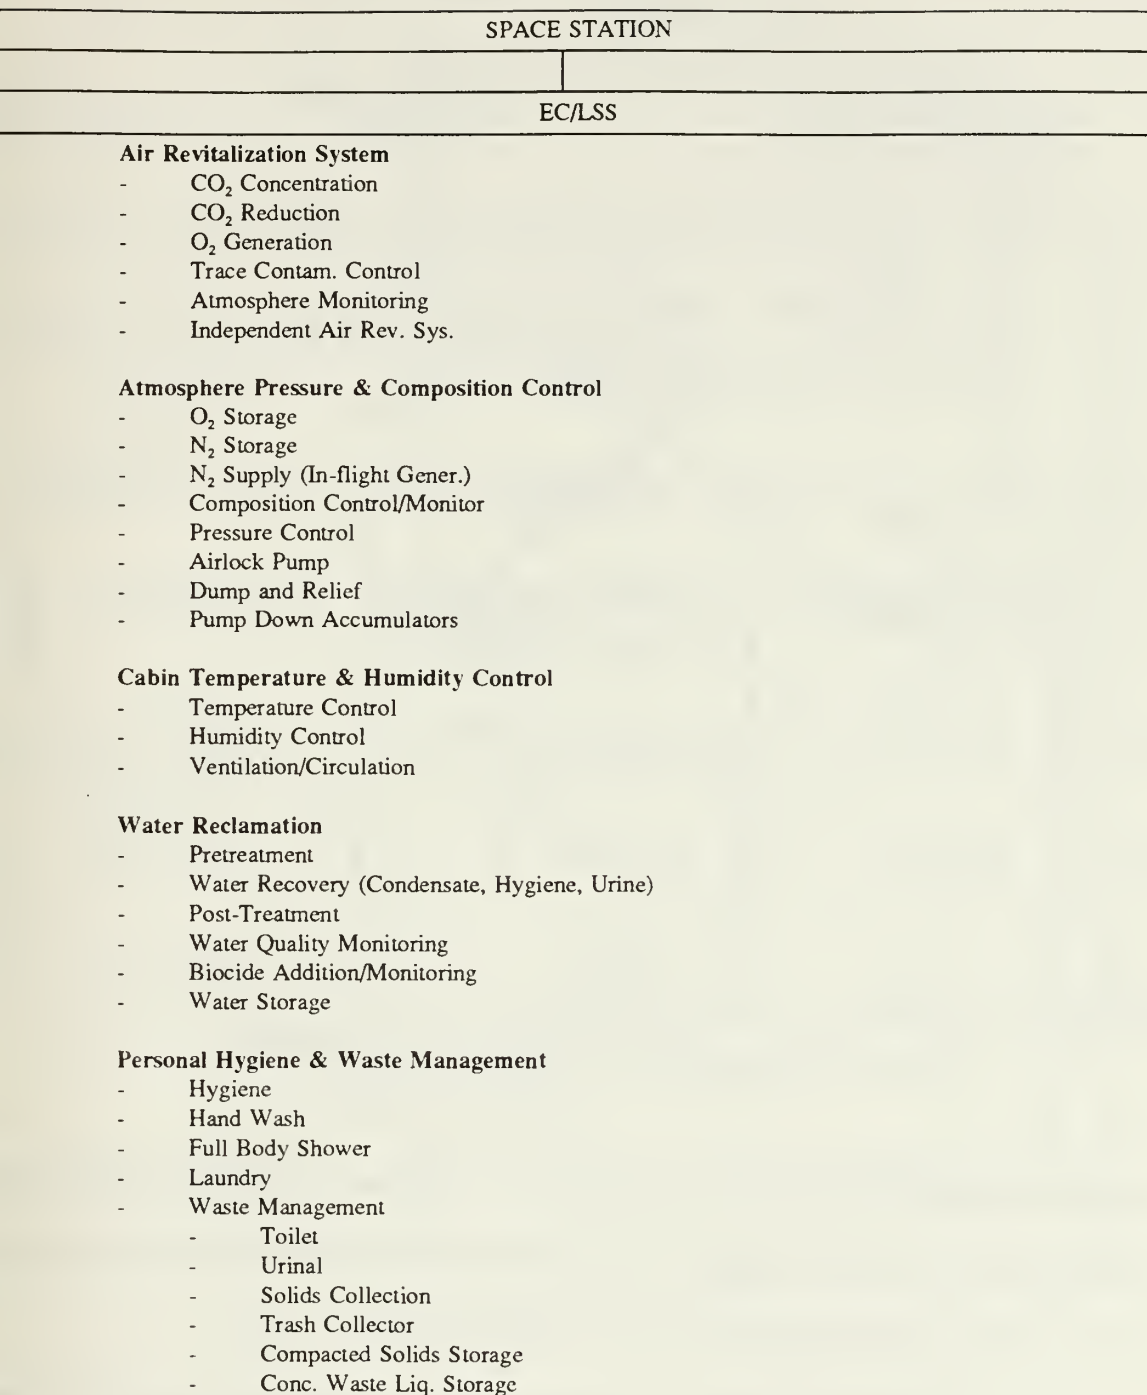 SPACE STATION
EC/LSS
Air Revitalization System
- CO₂ Concentration
- CO₂ Reduction
- O₂ Generation
- Trace Contam. Control
- Atmosphere Monitoring
- Independent Air Rev. Sys.
Atmosphere Pressure & Composition Control
- O₂ Storage
- N₂ Storage
- N₂ Supply (In-flight Gener.)
- Composition Control/Monitor
- Pressure Control
- Airlock Pump
- Dump and Relief
- Pump Down Accumulators
Cabin Temperature & Humidity Control
- Temperature Control
- Humidity Control
- Ventilation/Circulation
Water Reclamation
- Pretreatment
- Water Recovery (Condensate, Hygiene, Urine)
- Post-Treatment
- Water Quality Monitoring
- Biocide Addition/Monitoring
- Water Storage
Personal Hygiene & Waste Management
- Hygiene
- Hand Wash
- Full Body Shower
- Laundry
- Waste Management
- Toilet
- Urinal
- Solids Collection
- Trash Collector
- Compacted Solids Storage
- Conc. Waste Liq. Storage